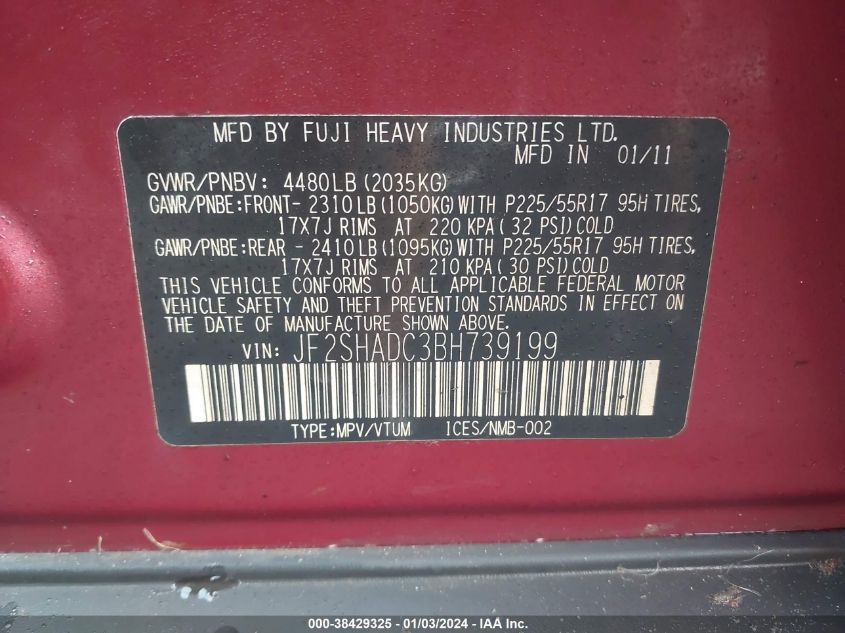 MFD BY FUJI HEAVY INDUSTRIES LTD.
MFD IN 01/11
GVWR/PNBV: 4480LB(2035KG)
GAWR/PNBE:FRONT- 2310LB(1050KG)WITH P225/55R17 95H TIRES,
17X7J RIMS AT 220 KPA(32 PSI)COLD
GAWR/PNBE:REAR - 2410LB(1095KG)WITH P225/55R17 95H TIRES,
17X7J RIMS AT 210 KPA(30 PSI)COLD
THIS VEHICLE CONFORMS TO ALL APPLICABLE FEDERAL MOTOR
VEHICLE SAFETY AND THEFT PREVENTION STANDARDS IN EFFECT ON
THE DATE OF MANUFACTURE SHOWN ABOVE.
VIN: JF2SHADC3BH739199
TYPE:MPV/VTUM ICES/NMB-002
000-38429325 - 01/03/2024 - IAA Inc.